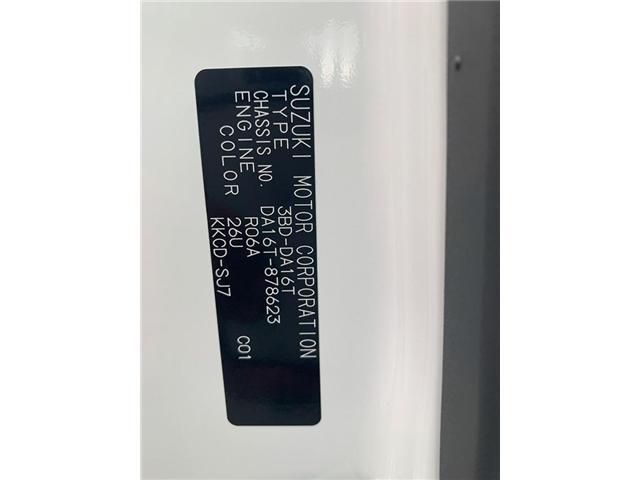 SUZUKI MOTOR CORPORATION
TYPE 3BD-DA16T
CHASSIS NO. DA16T-878623
ENGINE R06A
COLOR 26U
KKCD-SJ7 C01